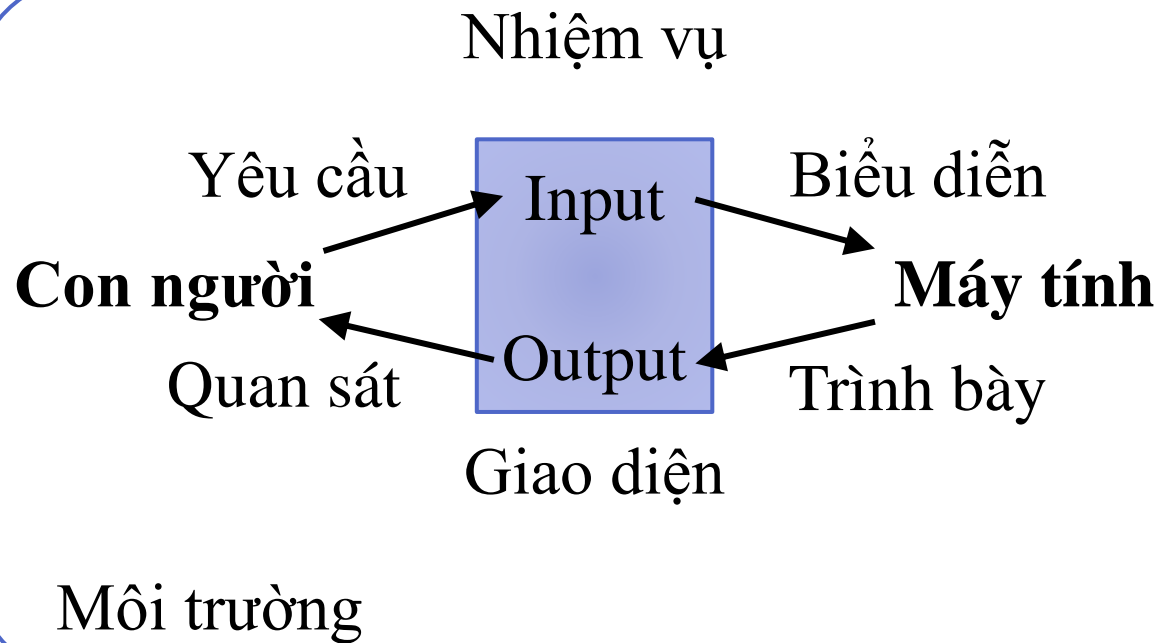 Nhiệm vụ
Yêu cầu
Input
Biểu diễn
Con người
Máy tính
Output
Quan sát
Trình bày
Giao diện
Môi trường